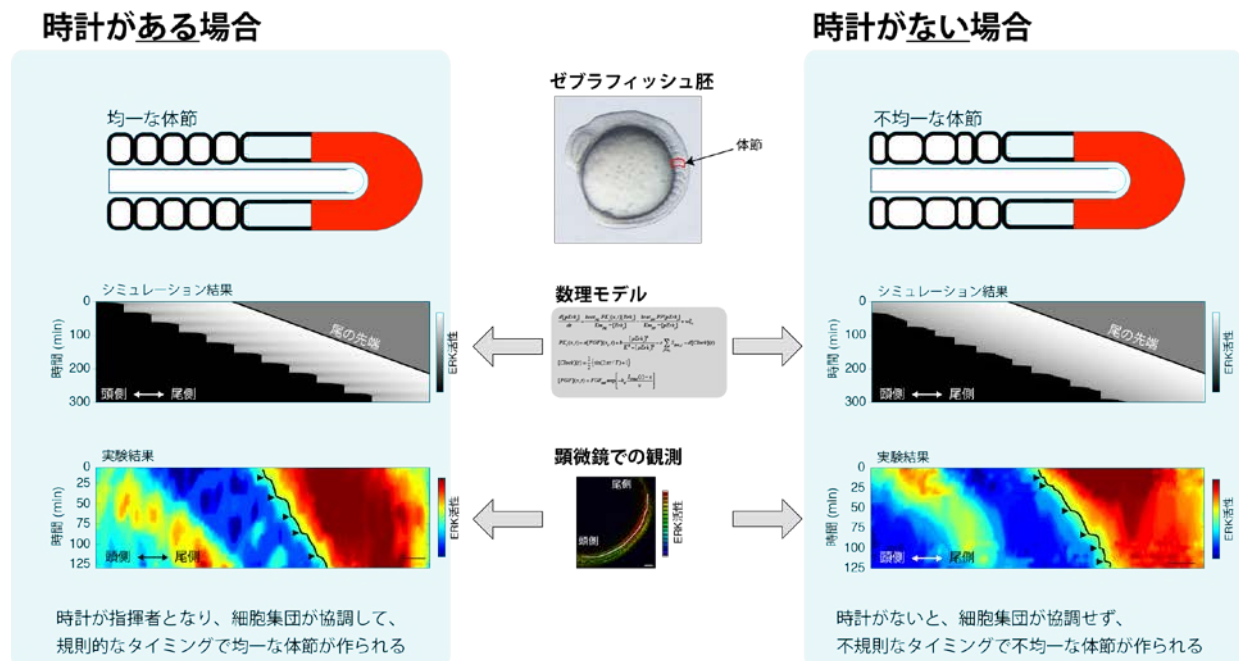 時計がある場合
時計がない場合
ゼブラフィッシュ胚
体節
均一な体節
不均一な体節
シミュレーション結果
時間 (min)
0
100
200
300
尾の先端
頭側
尾側
ERK活性
数理モデル
シミュレーション結果
時間 (min)
0
100
200
300
尾の先端
頭側
尾側
ERK活性
実験結果
時間 (min)
0
25
50
75
100
125
頭側
尾側
ERK活性
顕微鏡での観測
尾側
頭側
ERK活性
実験結果
時間 (min)
0
25
50
75
100
125
頭側
尾側
ERK活性
時計が指揮者となり、細胞集団が協調して、
規則的なタイミングで均一な体節が作られる
時計がないと、細胞集団が協調せず、
不規則なタイミングで不均一な体節が作られる